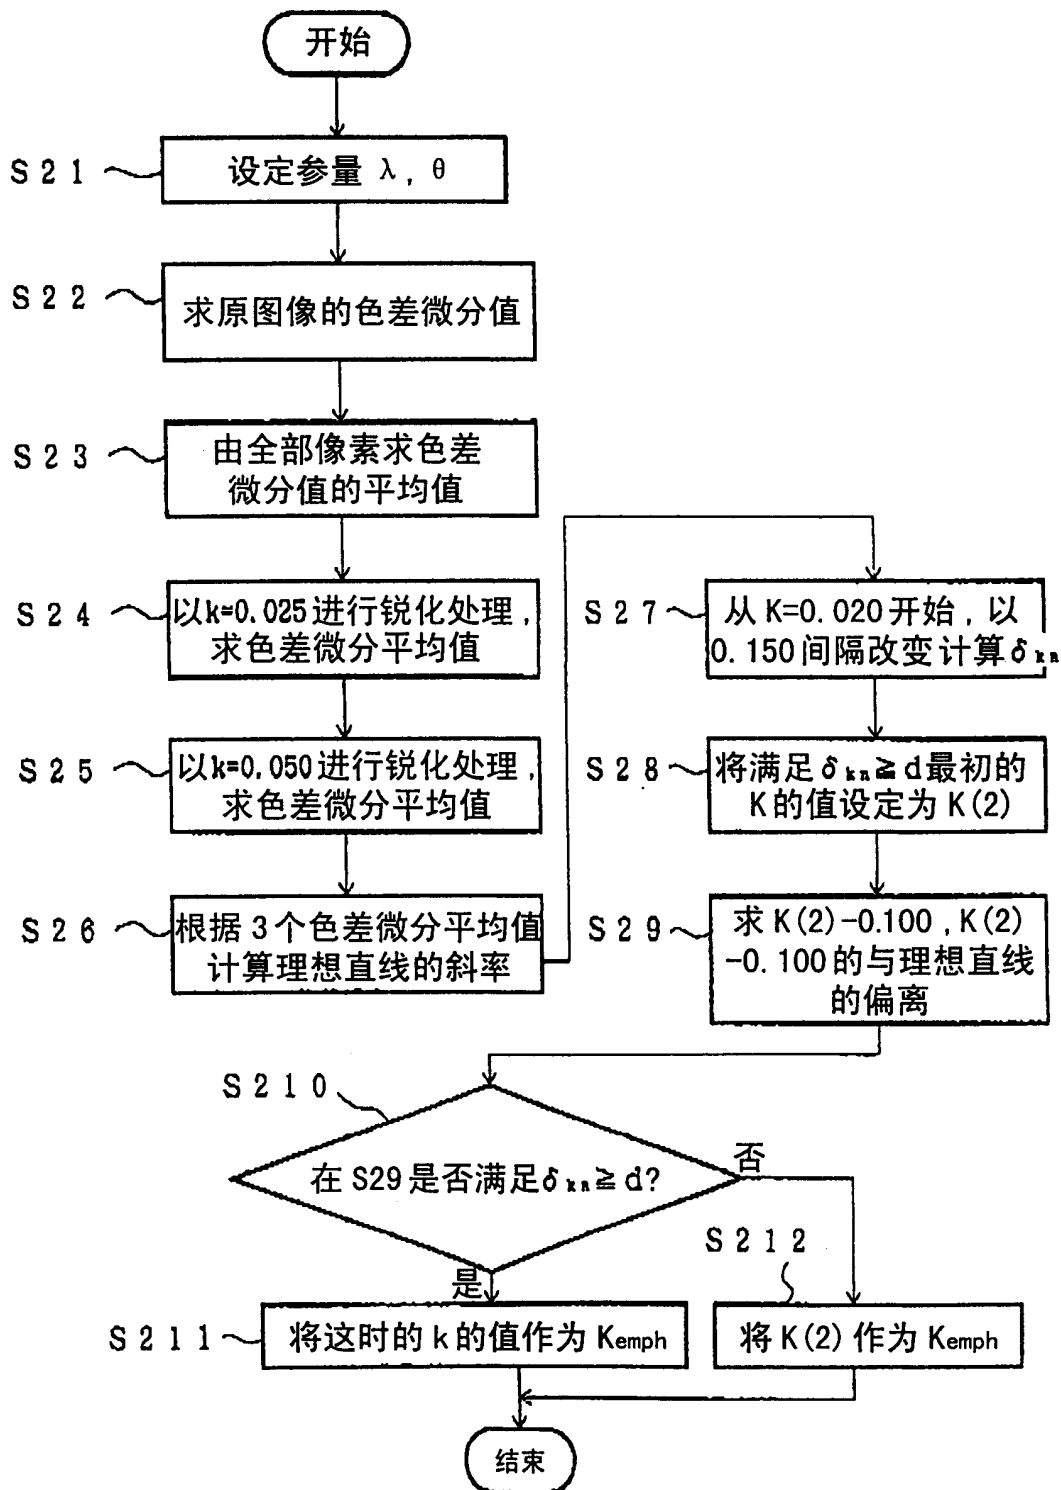 开始
S21
设定参量 λ, θ
S22
求原图像的色差微分值
S23
由全部像素求色差
微分值的平均值
S24
以k=0.025进行锐化处理,
求色差微分平均值
S25
以k=0.050进行锐化处理,
求色差微分平均值
S26
根据3个色差微分平均值
计算理想直线的斜率
S27
从K=0.020开始,以
0.150间隔改变计算δkn
S28
将满足δkn≧d最初的
K的值设定为K(2)
S29
求K(2)-0.100,K(2)
-0.100的与理想直线
的偏离
S210
在S29是否满足δkn≧d?
否
是
S211
将这时的k的值作为Kemph
S212
将K(2)作为Kemph
结束